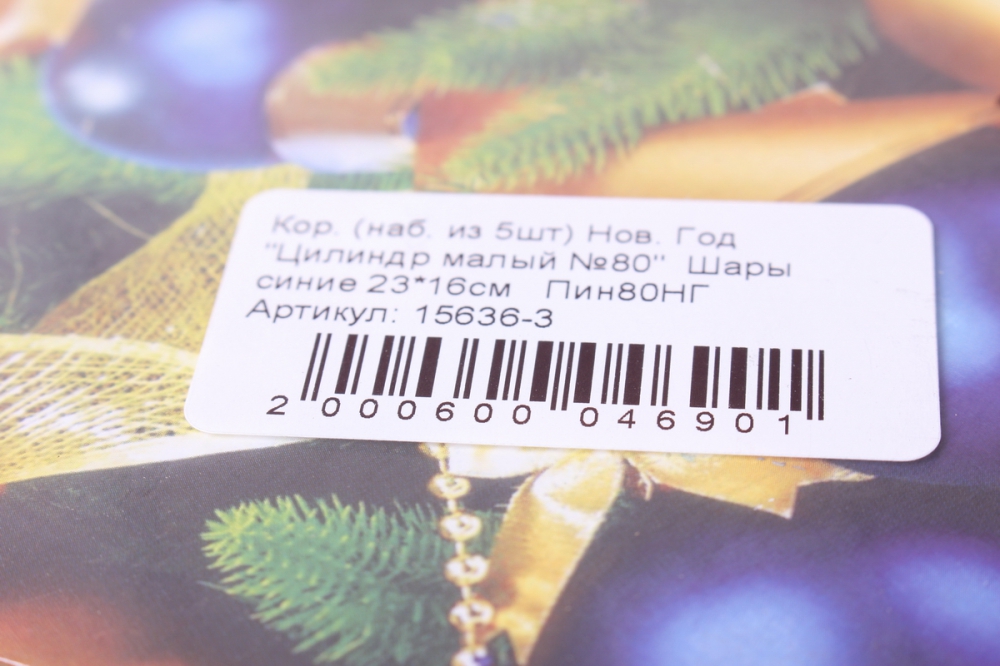 Кор. (наб. из 5шт) Нов. Год
"Цилиндр малый №80" Шары
синие 23*16см Пин80НГ
Артикул: 15636-3
2 000600 046901